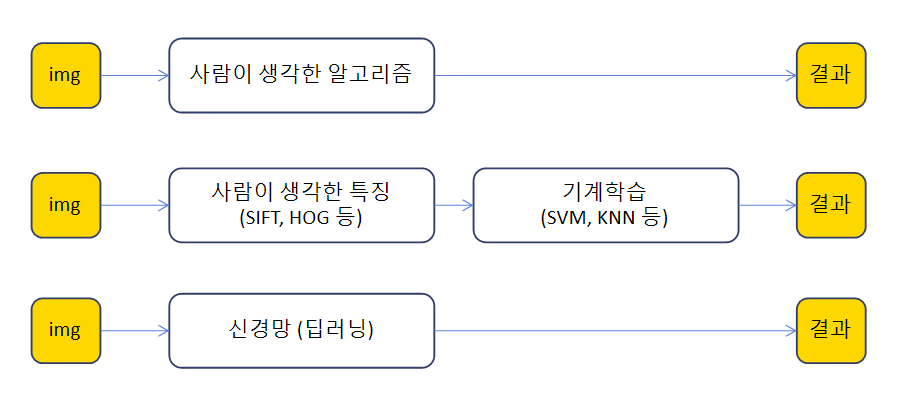 img
사람이 생각한 알고리즘
결과
img
사람이 생각한 특징
(SIFT, HOG 등)
기계학습
(SVM, KNN 등)
결과
img
신경망 (딥러닝)
결과